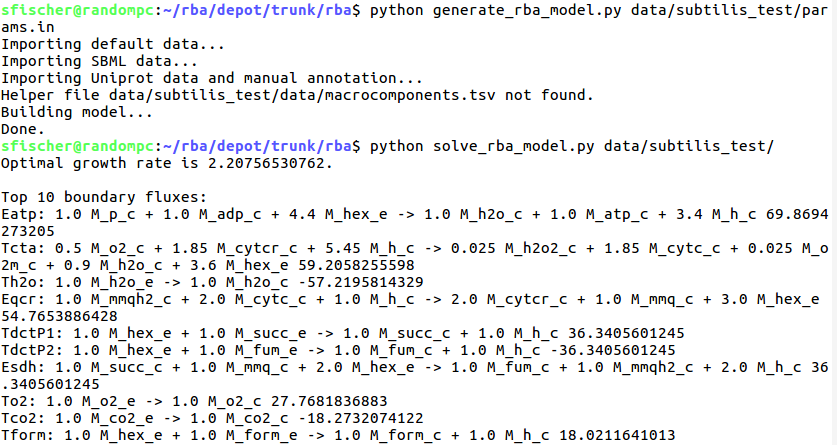 sfischer@randompc:~/rba/depot/trunk/rba$ python generate_rba_model.py data/subtilis_test/par
ams.in
Importing default data...
Importing SBML data...
Importing Uniprot data and manual annotation...
Helper file data/subtilis_test/data/macrocomponents.tsv not found.
Building model...
Done.
sfischer@randompc:~/rba/depot/trunk/rba$ python solve_rba_model.py data/subtilis_test/
Optimal growth rate is 2.20756530762.

Top 10 boundary fluxes:
Eatp: 1.0 M_p_c + 1.0 M_adp_c + 4.4 M_hex_e -> 1.0 M_h2o_c + 1.0 M_atp_c + 3.4 M_h_c 69.8694
273205
Tcta: 0.5 M_o2_c + 1.85 M_cytcr_c + 5.45 M_h_c -> 0.025 M_h2o2_c + 1.85 M_cytc_c + 0.025 M_o
2m_c + 0.9 M_h2o_c + 3.6 M_hex_e 59.2058255598
Th2o: 1.0 M_h2o_e -> 1.0 M_h2o_c -57.2195814329
Eqcr: 1.0 M_mmqh2_c + 2.0 M_cytc_c + 1.0 M_h_c -> 2.0 M_cytcr_c + 1.0 M_mmq_c + 3.0 M_hex_e
54.7653886428
TdctP1: 1.0 M_hex_e + 1.0 M_succ_e -> 1.0 M_succ_c + 1.0 M_h_c 36.3405601245
TdctP2: 1.0 M_hex_e + 1.0 M_fum_e -> 1.0 M_fum_c + 1.0 M_h_c -36.3405601245
Esdh: 1.0 M_succ_c + 1.0 M_mmq_c + 2.0 M_hex_e -> 1.0 M_fum_c + 1.0 M_mmqh2_c + 2.0 M_h_c 36
.3405601245
To2: 1.0 M_o2_e -> 1.0 M_o2_c 27.7681836883
Tco2: 1.0 M_co2_e -> 1.0 M_co2_c -18.2732074122
Tform: 1.0 M_hex_e + 1.0 M_form_e -> 1.0 M_form_c + 1.0 M_h_c 18.0211641013